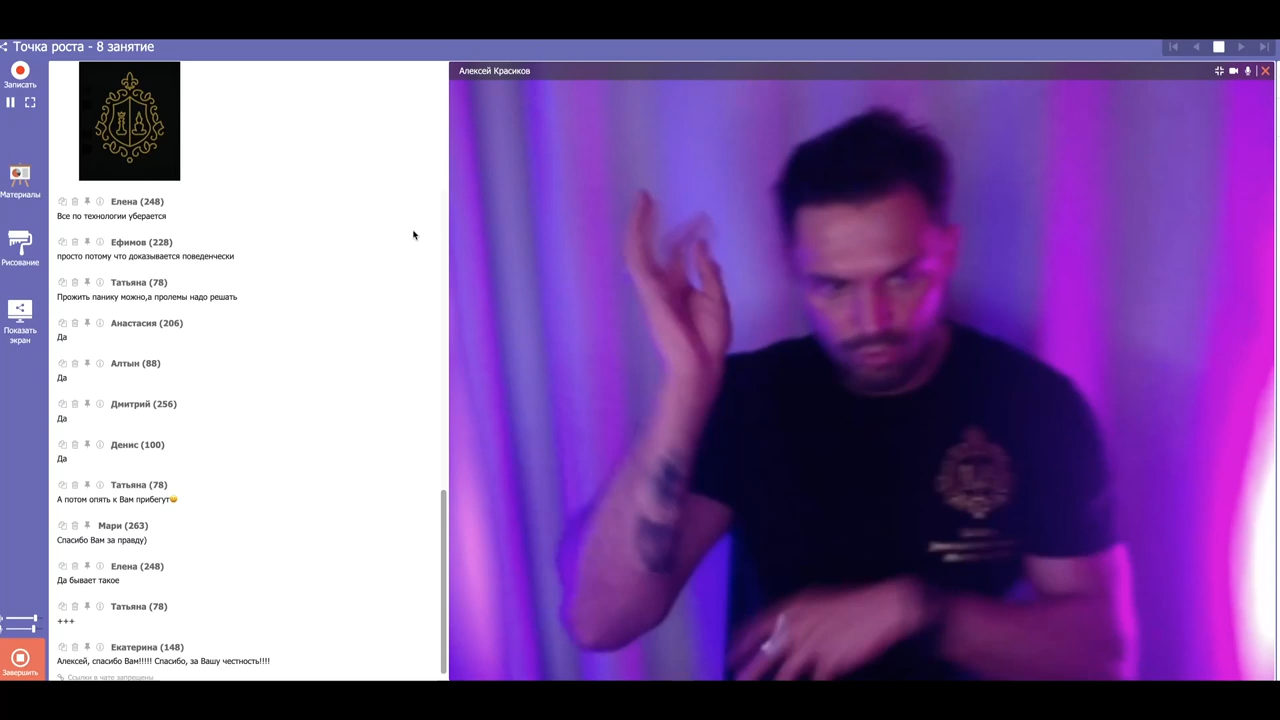 Точка роста - 8 занятие
Записать
Материалы
Рисование
Показать
экран
Завершить
Елена (248)
Все по технологии уберается
Ефимов (228)
просто потому что доказывается поведенчески
Татьяна (78)
Прожить панику можно,а пролемы надо решать
Анастасия (206)
Да
Алтын (88)
Да
Дмитрий (256)
Да
Денис (100)
Да
Татьяна (78)
А потом опять к Вам прибегут😄
Мари (263)
Спасибо Вам за правду)
Елена (248)
Да бывает такое
Татьяна (78)
+++
Екатерина (148)
Алексей, спасибо Вам!!!!! Спасибо, за Вашу честность!!!!
Ссылки в чате запрещены
Алексей Красиков